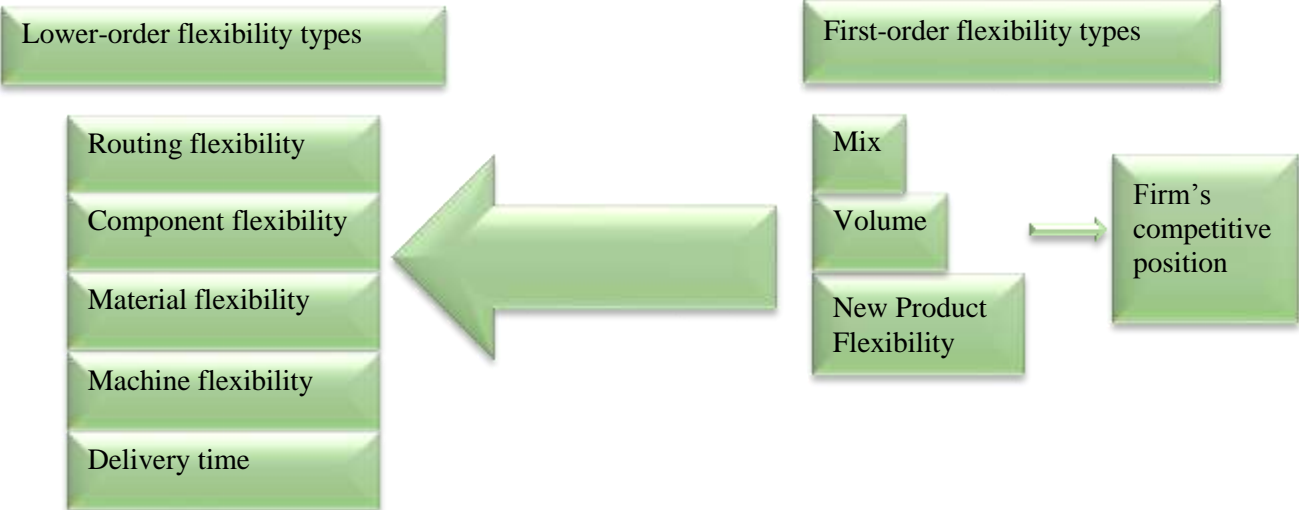 Lower-order flexibility types
First-order flexibility types
Routing flexibility
Component flexibility
Material flexibility
Machine flexibility
Delivery time
Mix
Volume
New Product
Flexibility
Firm’s
competitive
position